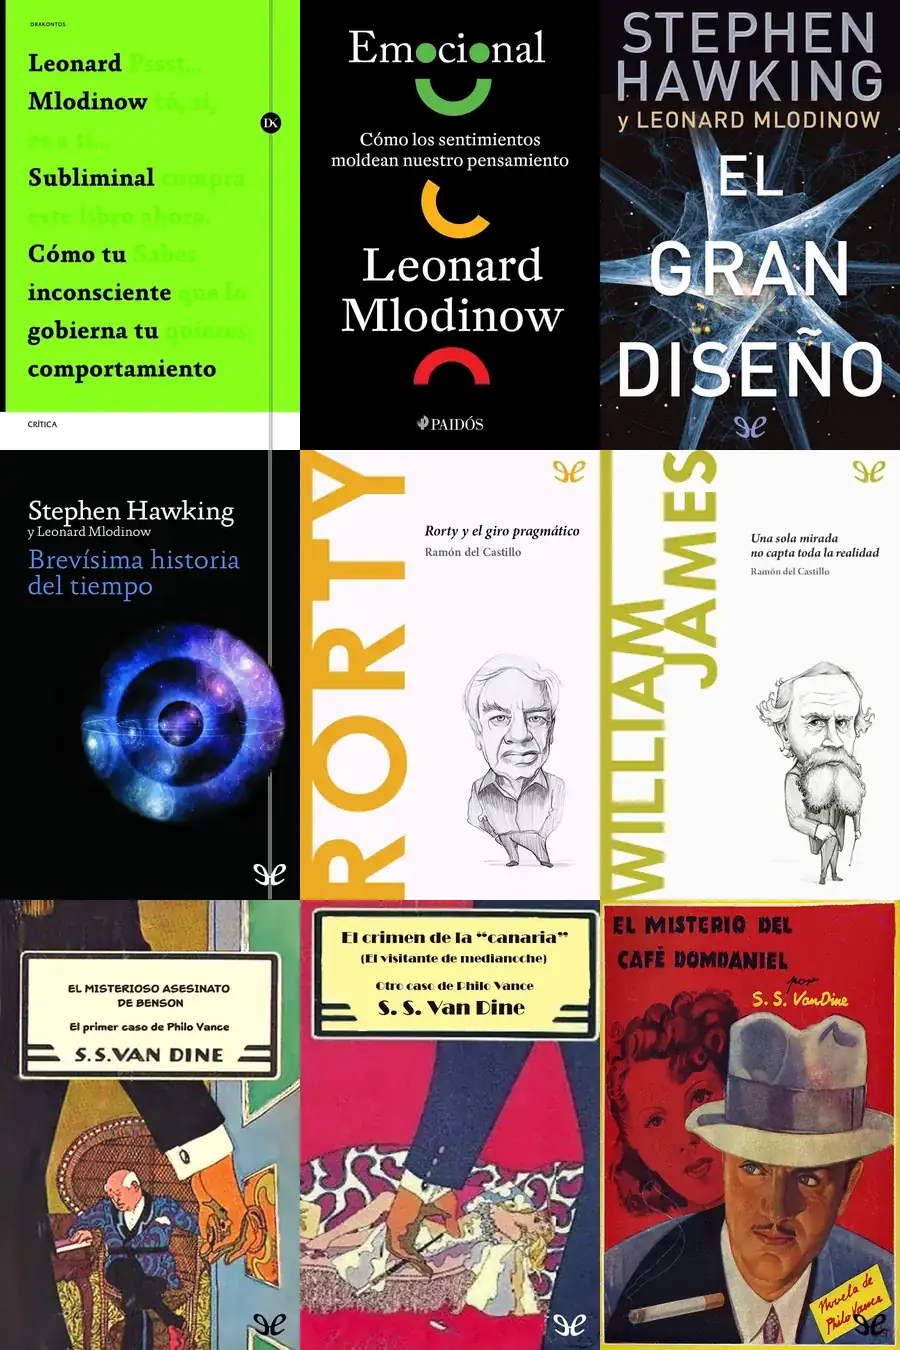 DRAKONTOS
Leonard Pssst...
Mlodinow tú, sí,
es a ti...
Subliminal compra
este libro ahora.
Cómo tu Sabes
inconsciente que lo
gobierna tu quieres
comportamiento
DK
CRÍTICA
Emocional
Cómo los sentimientos
moldean nuestro pensamiento
Leonard
Mlodinow
PAIDÓS
STEPHEN
HAWKING
y LEONARD MLODINOW
EL
GRAN
DISEÑO
Stephen Hawking
y Leonard Mlodinow
Brevísima historia
del tiempo
RORTY
Rorty y el giro pragmático
Ramón del Castillo
WILLIAM
JAMES
Una sola mirada
no capta toda la realidad
Ramón del Castillo
EL MISTERIOSO ASESINATO
DE BENSON
El primer caso de Philo Vance
S.S.VAN DINE
El crimen de la “canaria”
(El visitante de medianoche)
Otro caso de Philo Vance
S. S. Van Dine
EL MISTERIO DEL
CAFÉ DOMDANIEL
por
S. S. VanDine
Novela de
Philo Vance